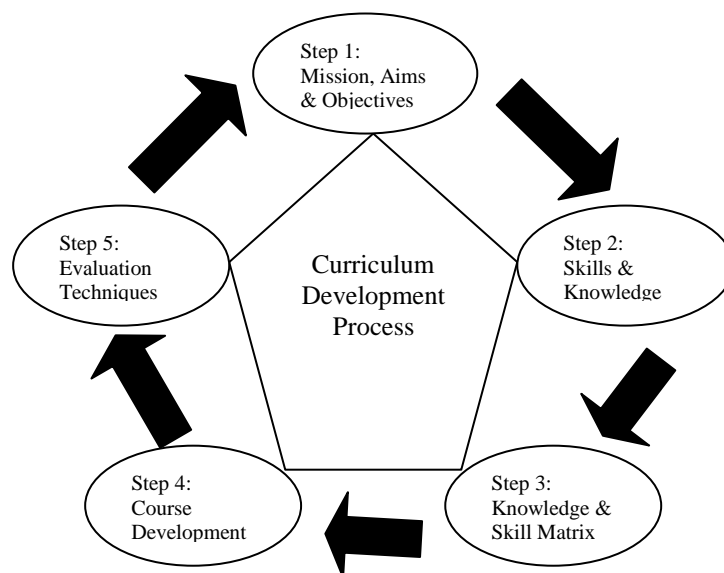 Step 1:
Mission, Aims
& Objectives
Step 2:
Skills &
Knowledge
Step 3:
Knowledge &
Skill Matrix
Step 4:
Course
Development
Step 5:
Evaluation
Techniques
Curriculum
Development
Process